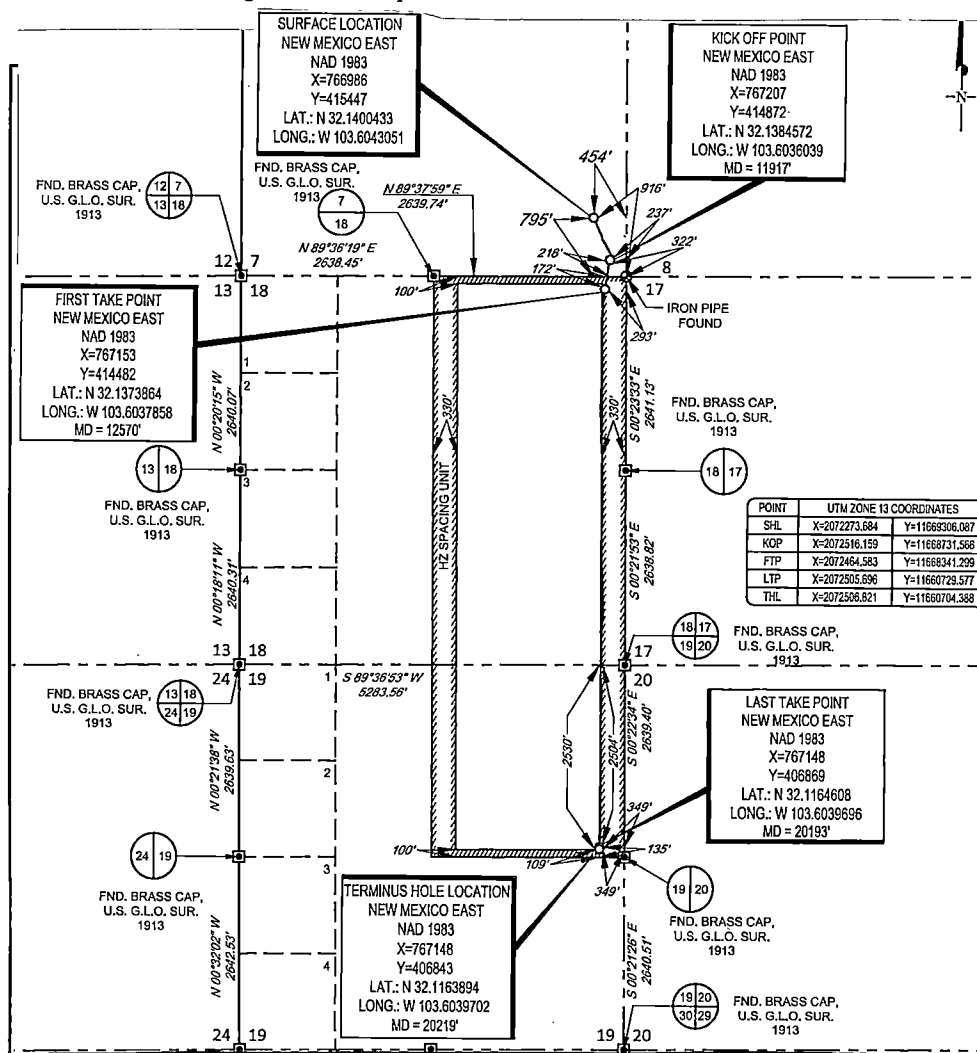 SURFACE LOCATION
NEW MEXICO EAST
NAD 1983
X=766986
Y=415447
LAT.: N 32.1400433
LONG.: W 103.6043051
KICK OFF POINT
NEW MEXICO EAST
NAD 1983
X=767207
Y=414872
LAT.: N 32.1384572
LONG.: W 103.6036039
MD = 11917'
N
FND. BRASS CAP,
U.S. G.L.O. SUR.
1913
12 7
13 18
FND. BRASS CAP,
U.S. G.L.O. SUR.
1913
7
18
N 89°36'19" E
2638.45'
N 89°37'59" E
2639.74'
454'
916'
795'
237'
218'
322'
172'
12 7
13 18
8
17
100'
IRON PIPE
FOUND
293'
FIRST TAKE POINT
NEW MEXICO EAST
NAD 1983
X=767153
Y=414482
LAT.: N 32.1373864
LONG.: W 103.6037858
MD = 12570'
1
2
N 00°20'15" W
2640.07'
330'
330'
S 00°23'33" E
2641.13'
FND. BRASS CAP,
U.S. G.L.O. SUR.
1913
13 18
18 17
3
FND. BRASS CAP,
U.S. G.L.O. SUR.
1913
HZ SPACING UNIT
POINT UTM ZONE 13 COORDINATES
SHL X=2072273.684 Y=11669306.087
KOP X=2072516.159 Y=11668731.566
FTP X=2072464.583 Y=11668341.299
LTP X=2072505.696 Y=11660729.577
THL X=2072506.821 Y=11660704.388
N 00°18'11" W
2640.31'
4
S 00°21'53" E
2638.82'
18 17
19 20
FND. BRASS CAP,
U.S. G.L.O. SUR.
1913
13 18
24 19
17
20
FND. BRASS CAP,
U.S. G.L.O. SUR.
1913
13 18
24 19
1
S 89°36'53" W
5283.56'
N 00°21'38" W
2639.63'
2
2530'
2504'
S 00°22'34" E
2639.40'
LAST TAKE POINT
NEW MEXICO EAST
NAD 1983
X=767148
Y=406869
LAT.: N 32.1164608
LONG.: W 103.6039696
MD = 20193'
349'
100'
109'
135'
349'
24 19
3
FND. BRASS CAP,
U.S. G.L.O. SUR.
1913
19 20
FND. BRASS CAP,
U.S. G.L.O. SUR.
1913
TERMINUS HOLE LOCATION
NEW MEXICO EAST
NAD 1983
X=767148
Y=406843
LAT.: N 32.1163894
LONG.: W 103.6039702
MD = 20219'
N 00°32'02" W
2642.53'
4
S 00°21'26" E
2640.51'
19 20
30 29
FND. BRASS CAP,
U.S. G.L.O. SUR.
1913
24 19
19 20